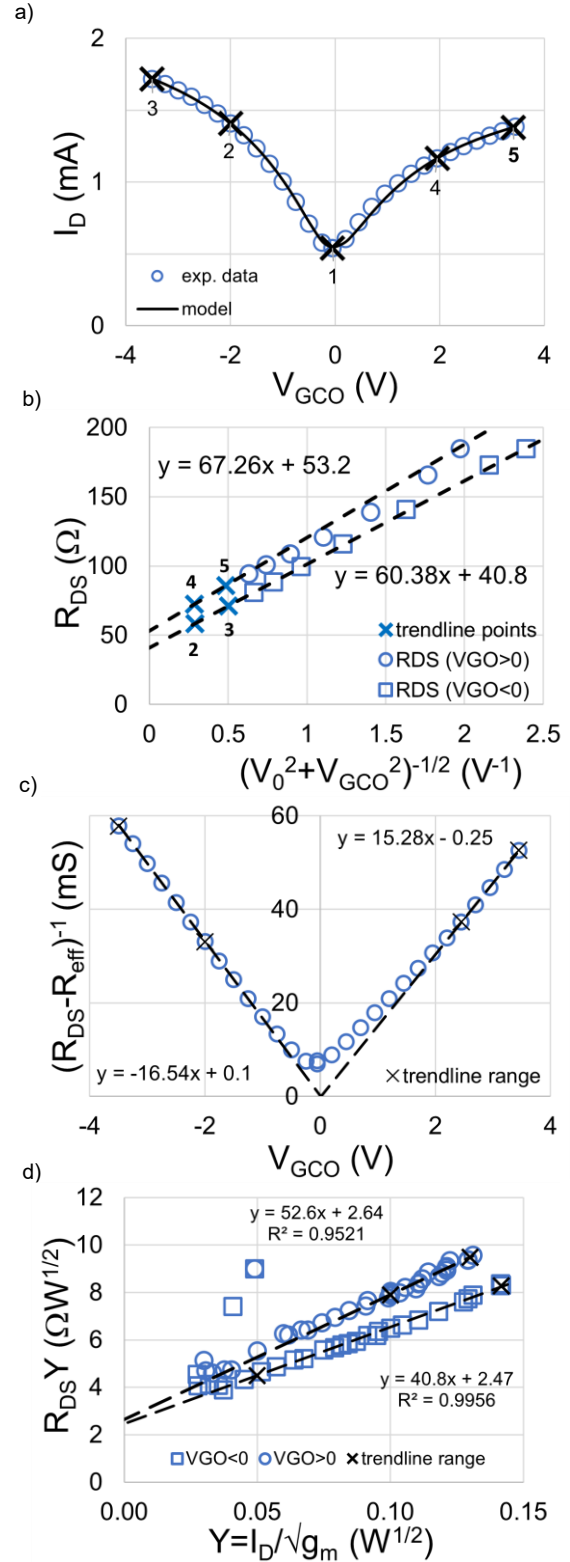 a)
2
1
0
I_D (mA)
3
2
1
4
5
exp. data
model
-4 -2 0 2 4
V_GCO (V)
b)
200
150
100
50
0
R_DS (Ω)
y = 67.26x + 53.2
y = 60.38x + 40.8
4 5
2 3
trendline points
RDS (VGO>0)
RDS (VGO<0)
0 0.5 1 1.5 2 2.5
(V_0^2+V_GCO^2)^-1/2 (V^-1)
c)
60
40
20
0
(R_DS-R_eff)^-1 (mS)
y = 15.28x - 0.25
y = -16.54x + 0.1
trendline range
-4 -2 0 2 4
V_GCO (V)
d)
12
10
8
6
4
2
0
R_DS Y (ΩW^1/2)
y = 52.6x + 2.64
R² = 0.9521
y = 40.8x + 2.47
R² = 0.9956
VGO<0 VGO>0 trendline range
0.00 0.05 0.10 0.15
Y=I_D/√g_m (W^1/2)